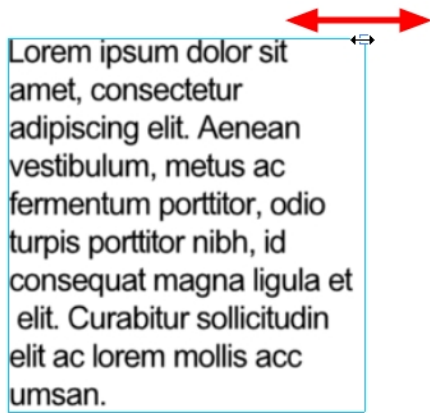 Lorem ipsum dolor sit
amet, consectetur
adipiscing elit. Aenean
vestibulum, metus ac
fermentum porttitor, odio
turpis porttitor nibh, id
consequat magna ligula et
elit. Curabitur sollicitudin
elit ac lorem mollis acc
umsan.